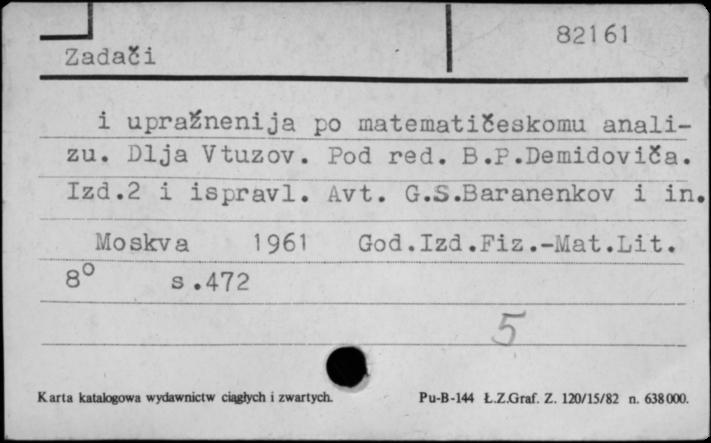 82161
Zadači
i upražnenija po matematičeskomu anali-
zu. Dlja Vtuzov. Pod red. B.P.Demidoviča.
Izd.2 i ispravl. Avt. G.S.Baranenkov i in.
Moskva 1961 God.Izd.Fiz.-Mat.Lit.
8° s.472
5
Karta katalogowa wydawnictw ciągłych i zwartych. Pu-B-144 Ł.Z.Graf. Z. 120/15/82 n. 638000.